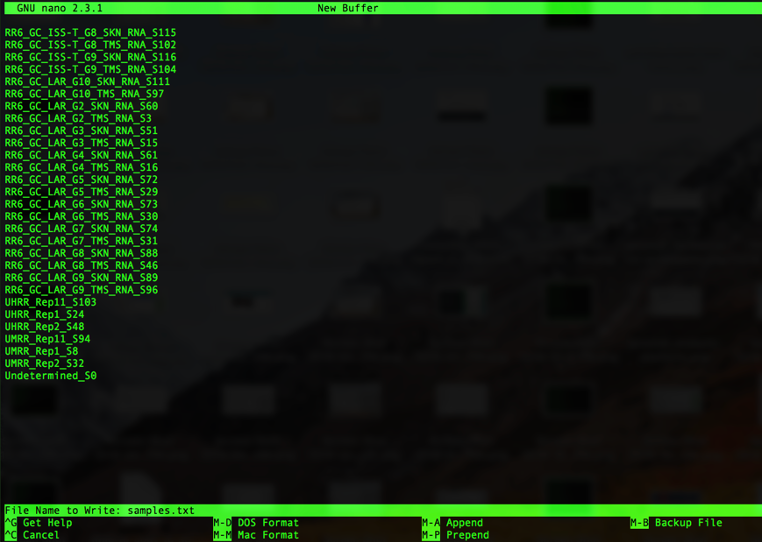 GNU nano 2.3.1 New Buffer
RR6_GC_ISS-T_G8_SKN_RNA_S115
RR6_GC_ISS-T_G8_TMS_RNA_S102
RR6_GC_ISS-T_G9_SKN_RNA_S116
RR6_GC_ISS-T_G9_TMS_RNA_S104
RR6_GC_LAR_G10_SKN_RNA_S111
RR6_GC_LAR_G10_TMS_RNA_S97
RR6_GC_LAR_G2_SKN_RNA_S60
RR6_GC_LAR_G2_TMS_RNA_S3
RR6_GC_LAR_G3_SKN_RNA_S51
RR6_GC_LAR_G3_TMS_RNA_S15
RR6_GC_LAR_G4_SKN_RNA_S61
RR6_GC_LAR_G4_TMS_RNA_S16
RR6_GC_LAR_G5_SKN_RNA_S72
RR6_GC_LAR_G5_TMS_RNA_S29
RR6_GC_LAR_G6_SKN_RNA_S73
RR6_GC_LAR_G6_TMS_RNA_S30
RR6_GC_LAR_G7_SKN_RNA_S74
RR6_GC_LAR_G7_TMS_RNA_S31
RR6_GC_LAR_G8_SKN_RNA_S88
RR6_GC_LAR_G8_TMS_RNA_S46
RR6_GC_LAR_G9_SKN_RNA_S89
RR6_GC_LAR_G9_TMS_RNA_S96
UHRR_Rep11_S103
UHRR_Rep1_S24
UHRR_Rep2_S48
UMRR_Rep11_S94
UMRR_Rep1_S8
UMRR_Rep2_S32
Undetermined_S0
File Name to Write: samples.txt
^G Get Help M-D DOS Format M-A Append M-B Backup File
^C Cancel M-M Mac Format M-P Prepend